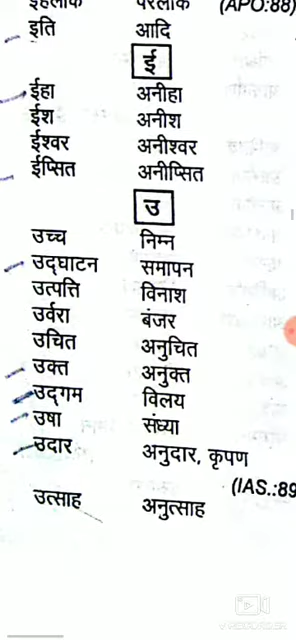 इहलोक परलोक (APO:88)
इति आदि
ई
ईहा अनीहा
ईश अनीश
ईश्वर अनीश्वर
ईप्सित अनीप्सित
उ
उच्च निम्न
उद्घाटन समापन
उत्पत्ति विनाश
उर्वरा बंजर
उचित अनुचित
उक्त अनुक्त
उद्गम विलय
उषा संध्या
उदार अनुदार, कृपण
(IAS.:89
उत्साह अनुत्साह